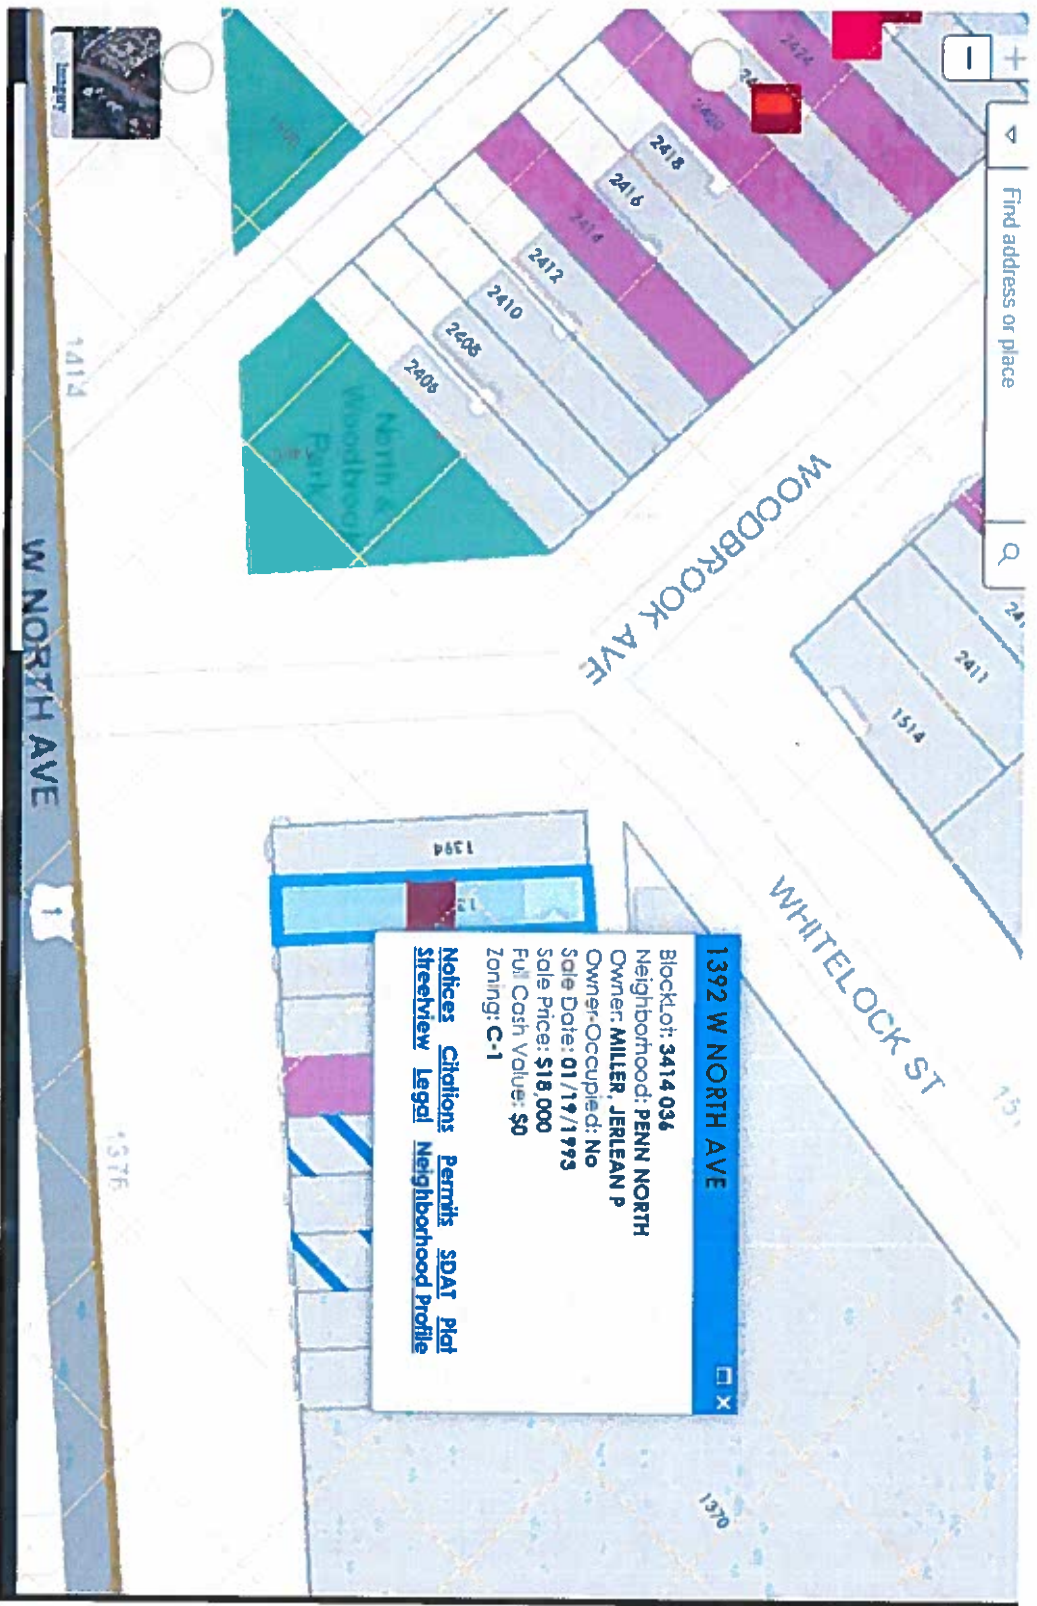 +
−
Find address or place
1392 W NORTH AVE
BlockLot: 3414 036
Neighborhood: PENN NORTH
Owner: MILLER, JERLEAN P
Owner-Occupied: No
Sale Date: 01/19/1993
Sale Price: $18,000
Full Cash Value: $0
Zoning: C-1
Notices Citations Permits SDAT Plat
Streetview Legal Neighborhood Profile
WOODBROOK AVE
WHITELOCK ST
W NORTH AVE
1
2424
2420
2418
2416
2414
2412
2410
2408
2406
2411
1514
1394
1370
1414
1376
North &
Woodbrook
Park
Imagery